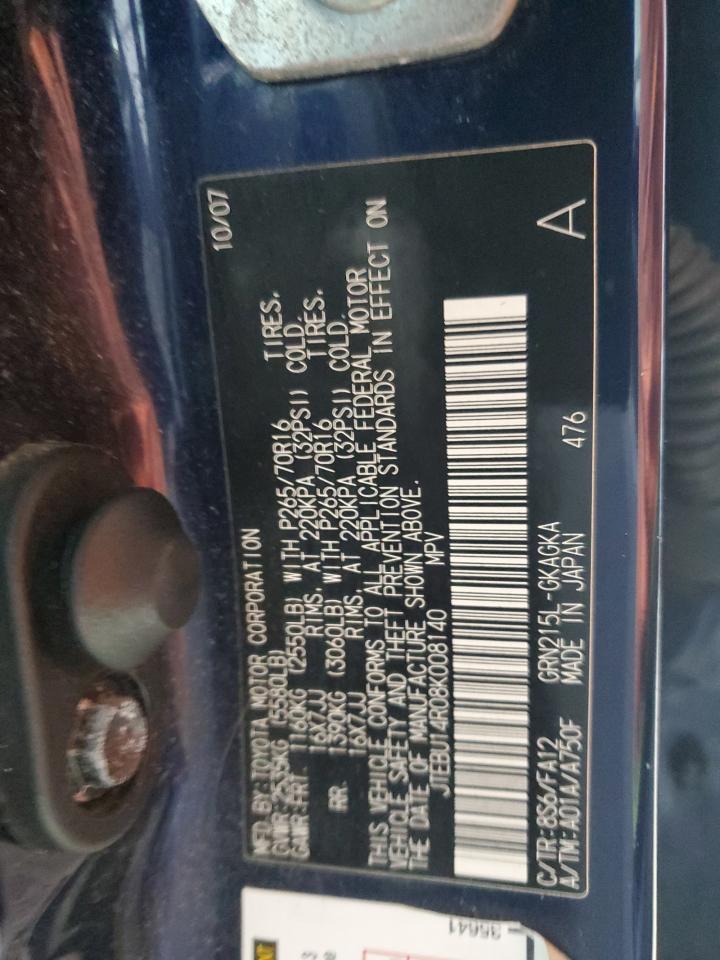 MFD.BY:TOYOTA MOTOR CORPORATION 10/07
GVWR:2535KG (5580LB)
GAWR:FRT. 1160KG (2550LB) WITH P265/70R16 TIRES.
16X7JJ RIMS. AT 220KPA (32PSI) COLD.
RR. 1390KG (3060LB) WITH P265/70R16 TIRES.
16X7JJ RIMS. AT 220KPA (32PSI) COLD.
THIS VEHICLE CONFORMS TO ALL APPLICABLE FEDERAL MOTOR
VEHICLE SAFETY AND THEFT PREVENTION STANDARDS IN EFFECT ON
THE DATE OF MANUFACTURE SHOWN ABOVE.
JTEBU14R08K008140 MPV
C/TR:8S6/FA12 GRN215L-GKAGKA 476 A
A/TM:A01A/A750F MADE IN JAPAN
35641